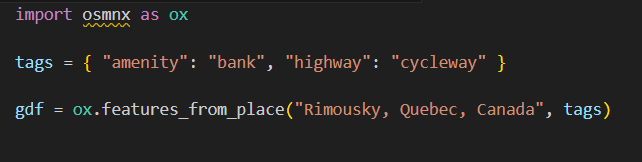 import osmnx as ox
tags = { "amenity": "bank", "highway": "cycleway" }
gdf = ox.features_from_place("Rimousky, Quebec, Canada", tags)